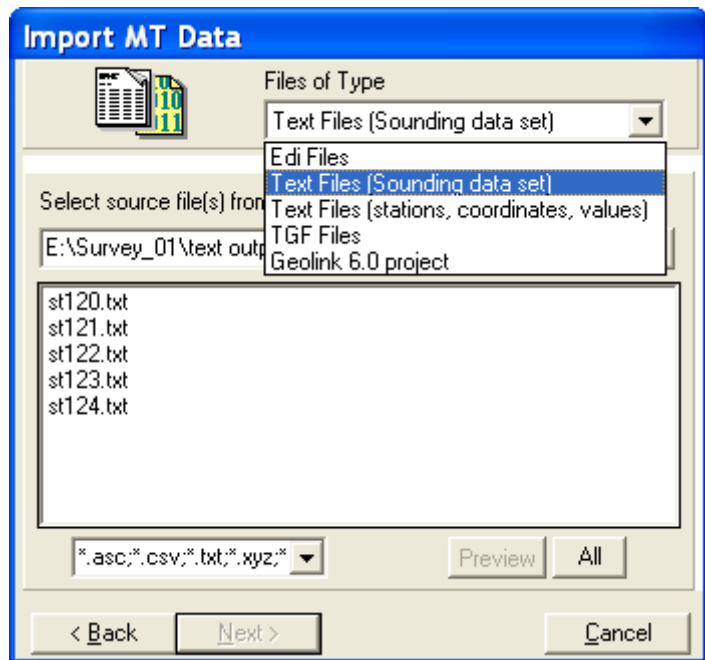 Import MT Data
Files of Type
Text Files (Sounding data set)
Edi Files
Text Files (Sounding data set)
Text Files (stations, coordinates, values)
TGF Files
Geolink 6.0 project
Select source file(s)
E:\Survey_01\text
st120.txt
st121.txt
st122.txt
st123.txt
st124.txt
*.asc;*.csv;*.txt;*.xyz;*
Preview
All
< Back
Next >
Cancel